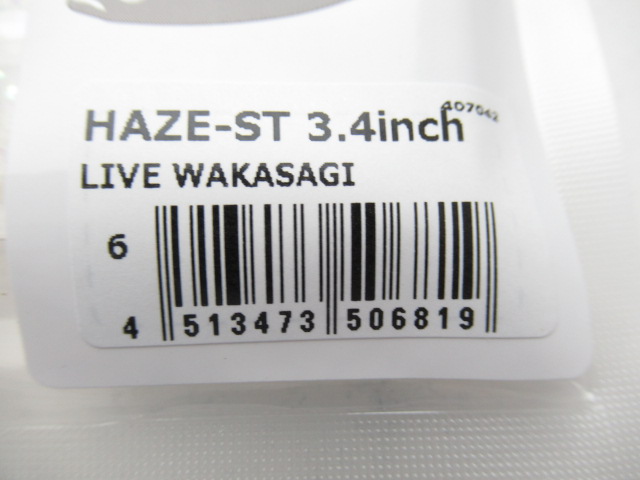 407042
HAZE-ST 3.4inch
LIVE WAKASAGI
6
4 513473 506819